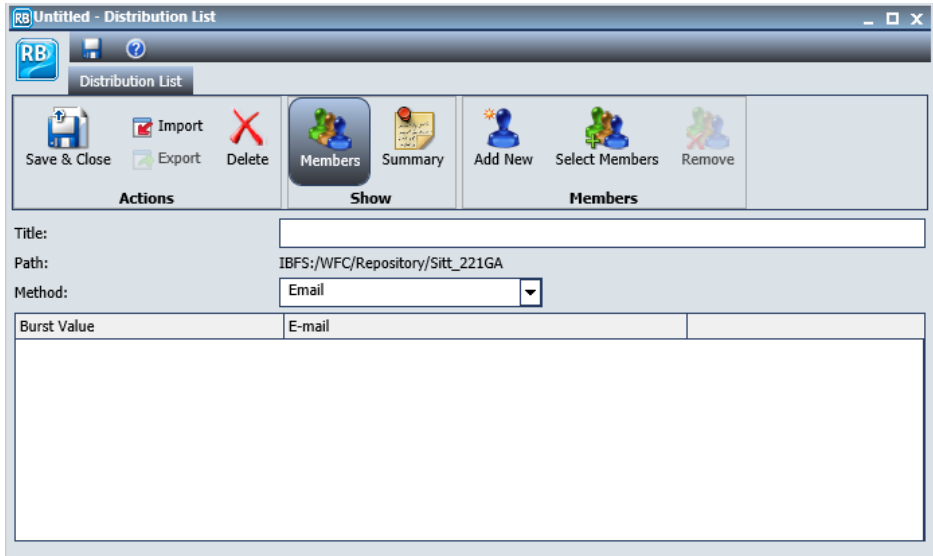 RB Untitled - Distribution List
RB
Distribution List
Save & Close
Import
Export
Delete
Actions
Members
Summary
Show
Add New
Select Members
Remove
Members
Title:
Path: IBFS:/WFC/Repository/Sitt_221GA
Method: Email
Burst Value E-mail